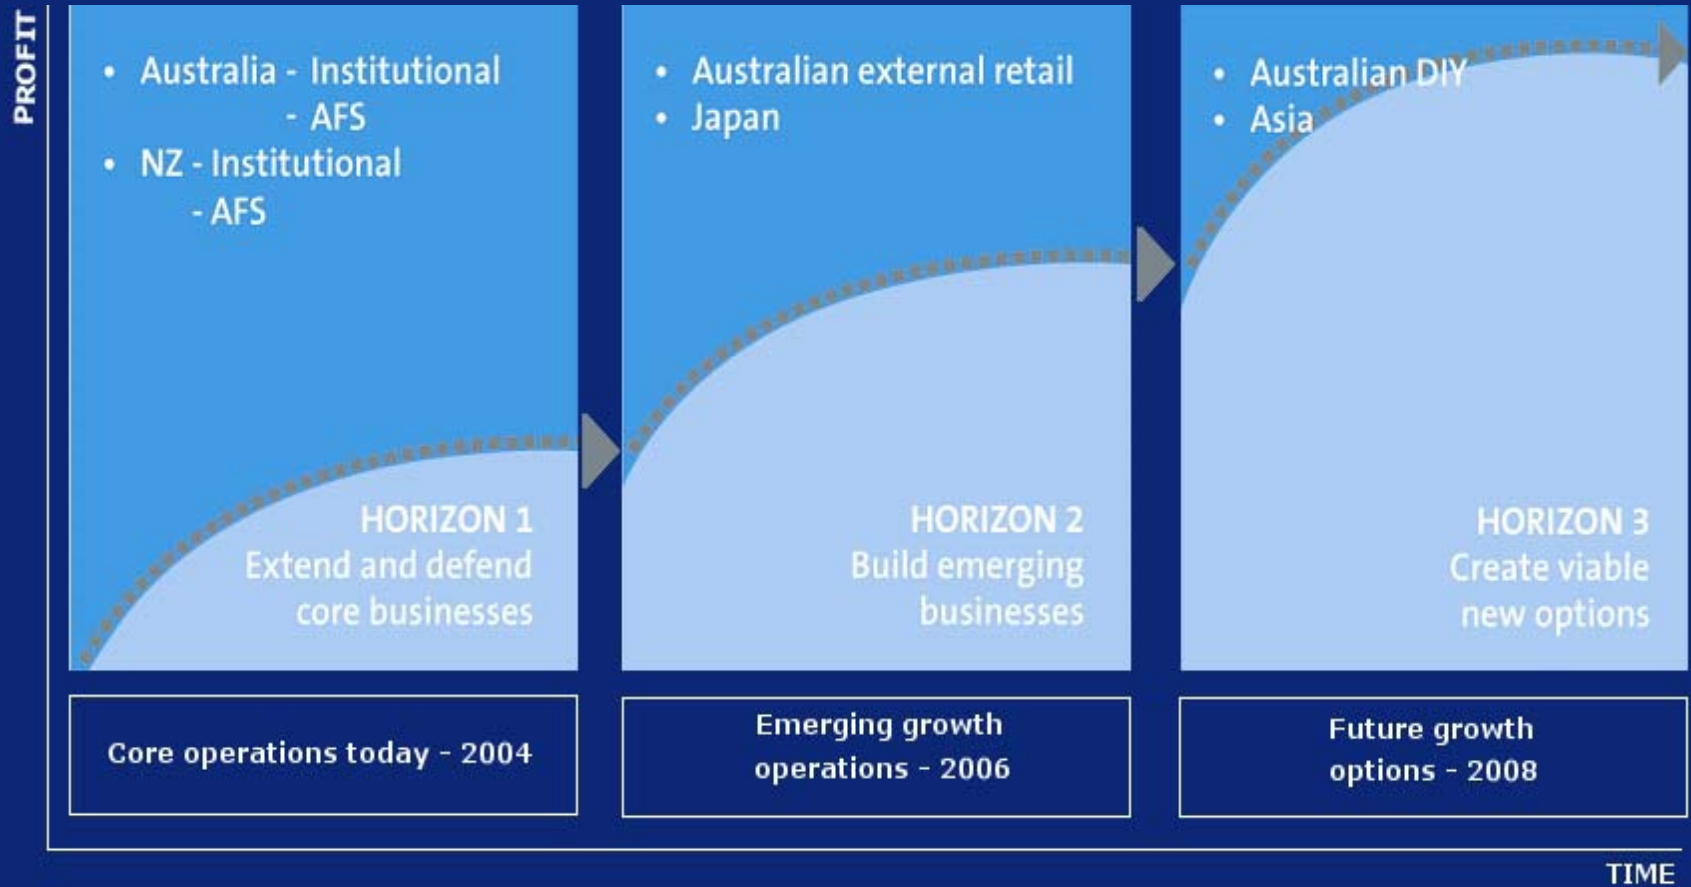 PROFIT
• Australia - Institutional
- AFS
• NZ - Institutional
- AFS
HORIZON 1
Extend and defend
core businesses
Core operations today - 2004
• Australian external retail
• Japan
HORIZON 2
Build emerging
businesses
Emerging growth
operations - 2006
• Australian DIY
• Asia
HORIZON 3
Create viable
new options
Future growth
options - 2008
TIME